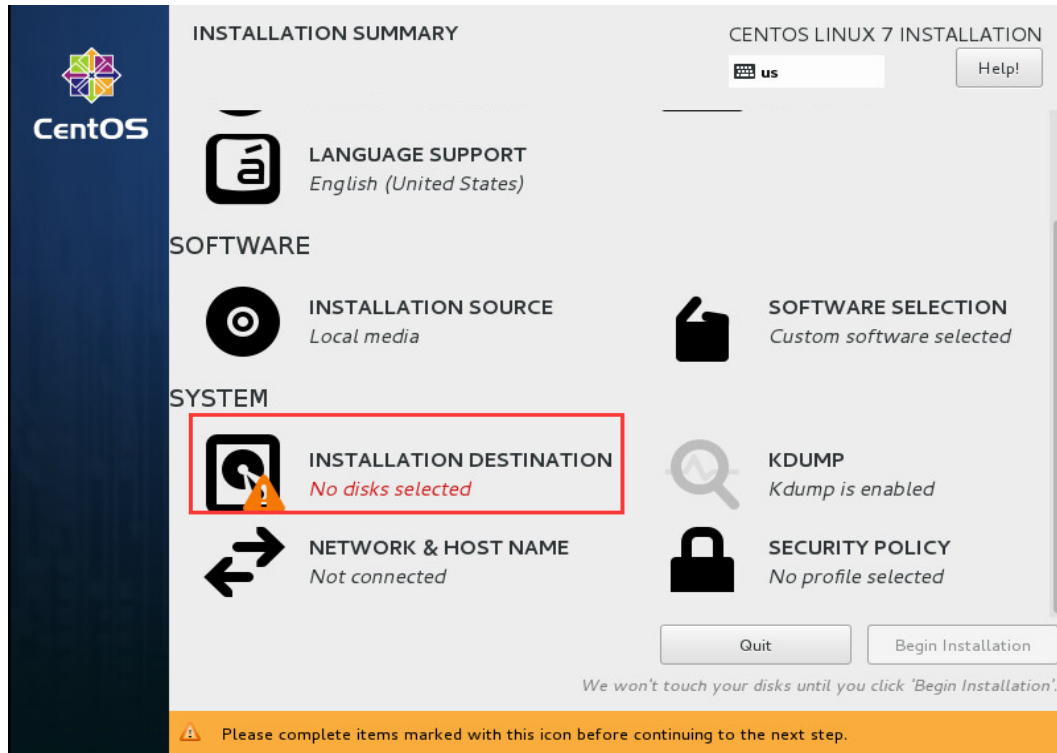 INSTALLATION SUMMARY
CENTOS LINUX 7 INSTALLATION
us
Help!
CentOS
á
LANGUAGE SUPPORT
English (United States)
SOFTWARE
INSTALLATION SOURCE
Local media
SOFTWARE SELECTION
Custom software selected
SYSTEM
INSTALLATION DESTINATION
No disks selected
KDUMP
Kdump is enabled
NETWORK & HOST NAME
Not connected
SECURITY POLICY
No profile selected
Quit
Begin Installation
We won't touch your disks until you click 'Begin Installation'.
Please complete items marked with this icon before continuing to the next step.